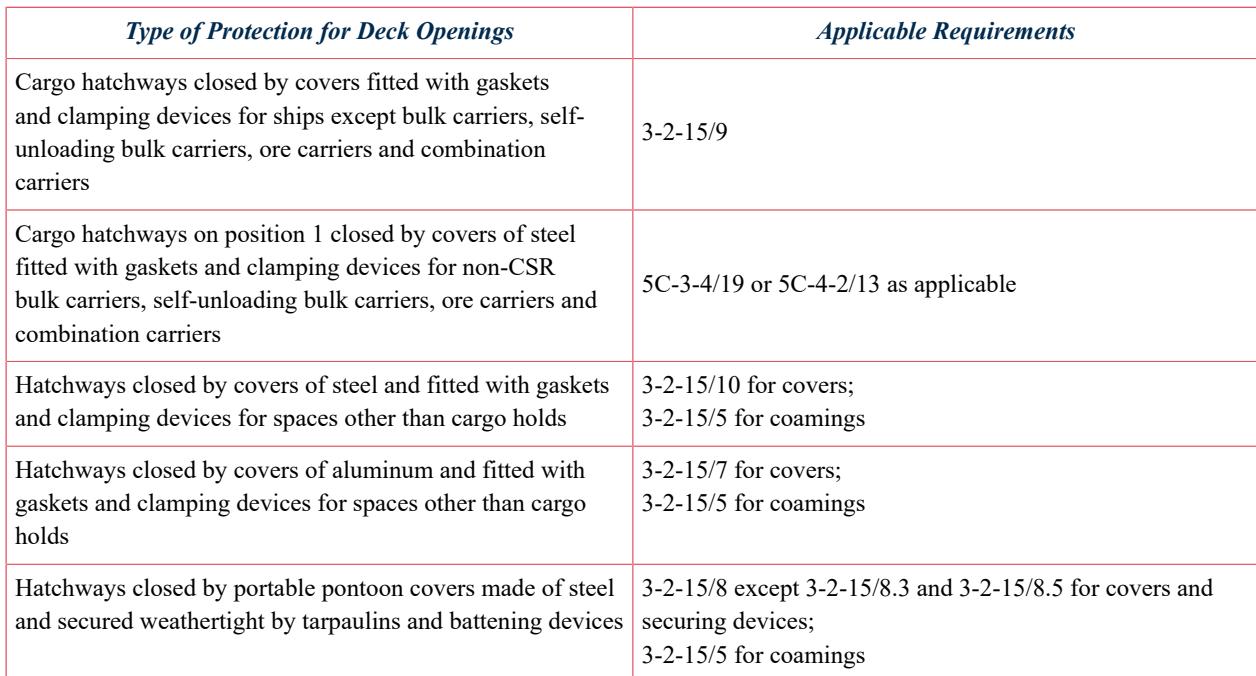 Type of Protection for Deck Openings
Applicable Requirements
Cargo hatchways closed by covers fitted with gaskets
and clamping devices for ships except bulk carriers, self-
unloading bulk carriers, ore carriers and combination
carriers
3-2-15/9
Cargo hatchways on position 1 closed by covers of steel
fitted with gaskets and clamping devices for non-CSR
bulk carriers, self-unloading bulk carriers, ore carriers and
combination carriers
5C-3-4/19 or 5C-4-2/13 as applicable
Hatchways closed by covers of steel and fitted with gaskets
and clamping devices for spaces other than cargo holds
3-2-15/10 for covers;
3-2-15/5 for coamings
Hatchways closed by covers of aluminum and fitted with
gaskets and clamping devices for spaces other than cargo
holds
3-2-15/7 for covers;
3-2-15/5 for coamings
Hatchways closed by portable pontoon covers made of steel
and secured weathertight by tarpaulins and battening devices
3-2-15/8 except 3-2-15/8.3 and 3-2-15/8.5 for covers and
securing devices;
3-2-15/5 for coamings